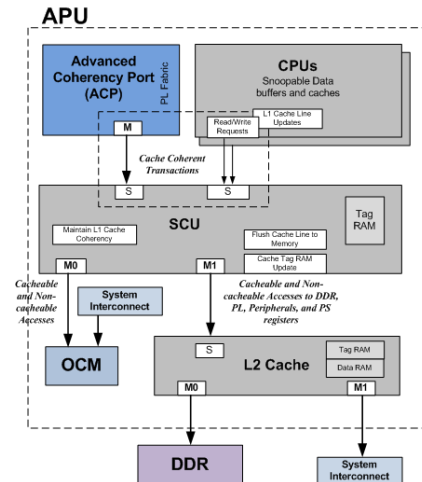 APU
Advanced
Coherency Port
(ACP)
PL Fabric
M
CPUs
Snoopable Data
buffers and caches
L1 Cache Line
Updates
Read/Write
Requests
Cache Coherent
Transactions
S
S
SCU
Tag
RAM
Maintain L1 Cache
Coherency
Flush Cache Line to
Memory
Cache Tag RAM
Update
M0
M1
Cacheable
and Non-
cacheable
Accesses
System
Interconnect
Cacheable and Non-
cacheable Accesses to DDR,
PL, Peripherals, and PS
registers
OCM
S
L2 Cache
Tag RAM
Data RAM
M0
M1
DDR
System
Interconnect